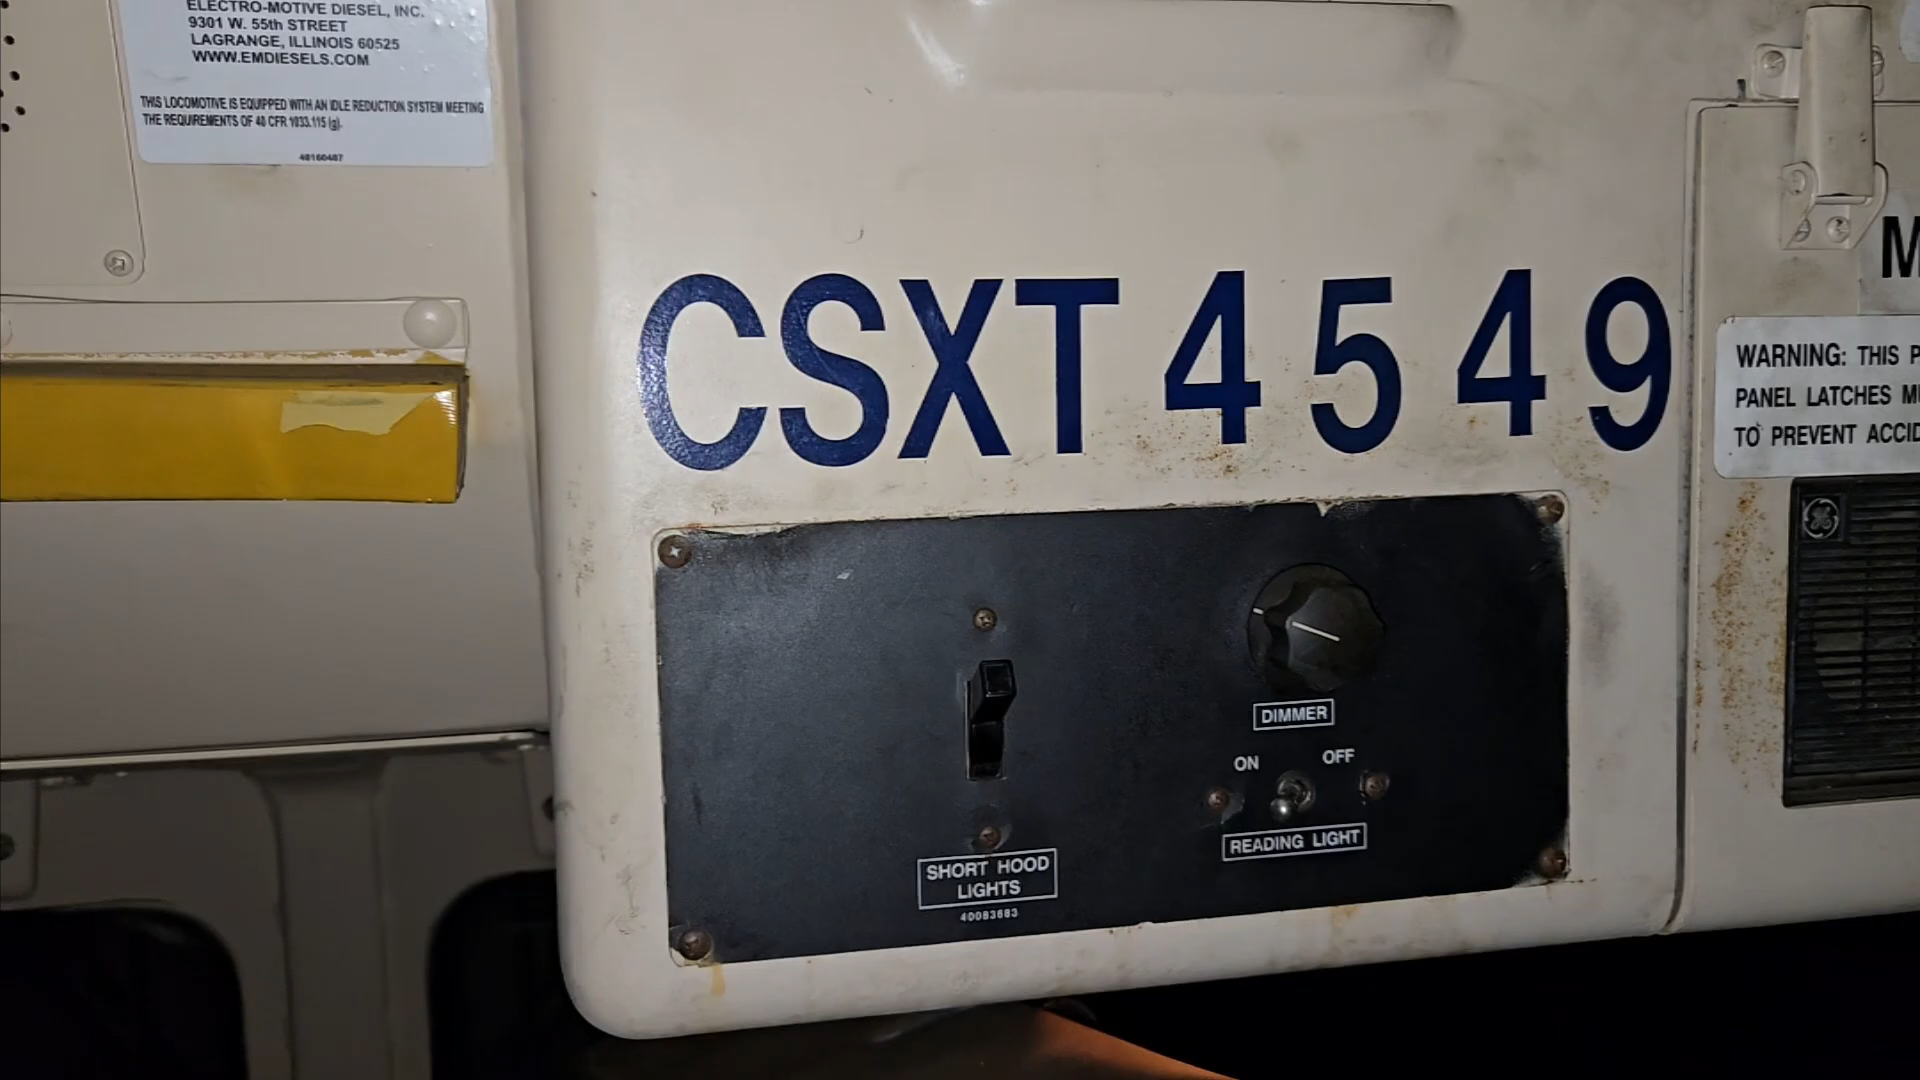 ELECTRO-MOTIVE DIESEL, INC.
9301 W. 55th STREET
LAGRANGE, ILLINOIS 60525
WWW.EMDIESELS.COM
THIS LOCOMOTIVE IS EQUIPPED WITH AN IDLE REDUCTION SYSTEM MEETING
THE REQUIREMENTS OF 40 CFR 1033.115 (g).
40160487
CSXT 4549
M
WARNING: THIS P
PANEL LATCHES MU
TO PREVENT ACCID
DIMMER
ON OFF
READING LIGHT
SHORT HOOD
LIGHTS
40083683